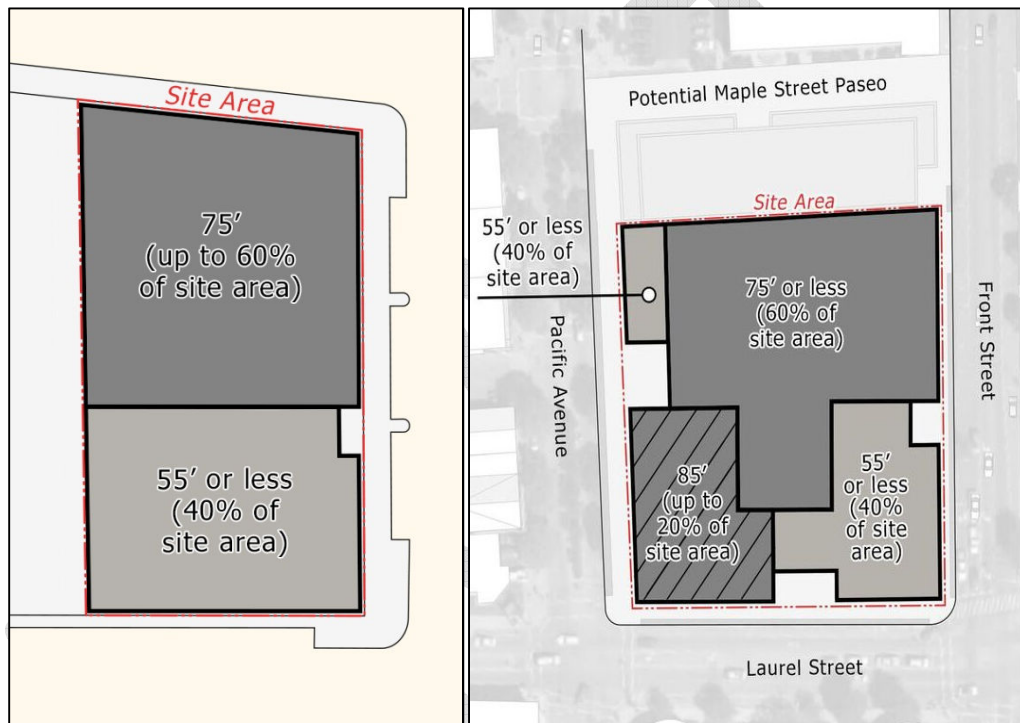 Site Area
75’
(up to 60%
of site area)
55’ or less
(40% of
site area)
Potential Maple Street Paseo
Site Area
55’ or less
(40% of
site area)
75’ or less
(60% of
site area)
Pacific Avenue
Front Street
85’
(up to
20% of
site area)
55’
or less
(40%
of site
area)
Laurel Street